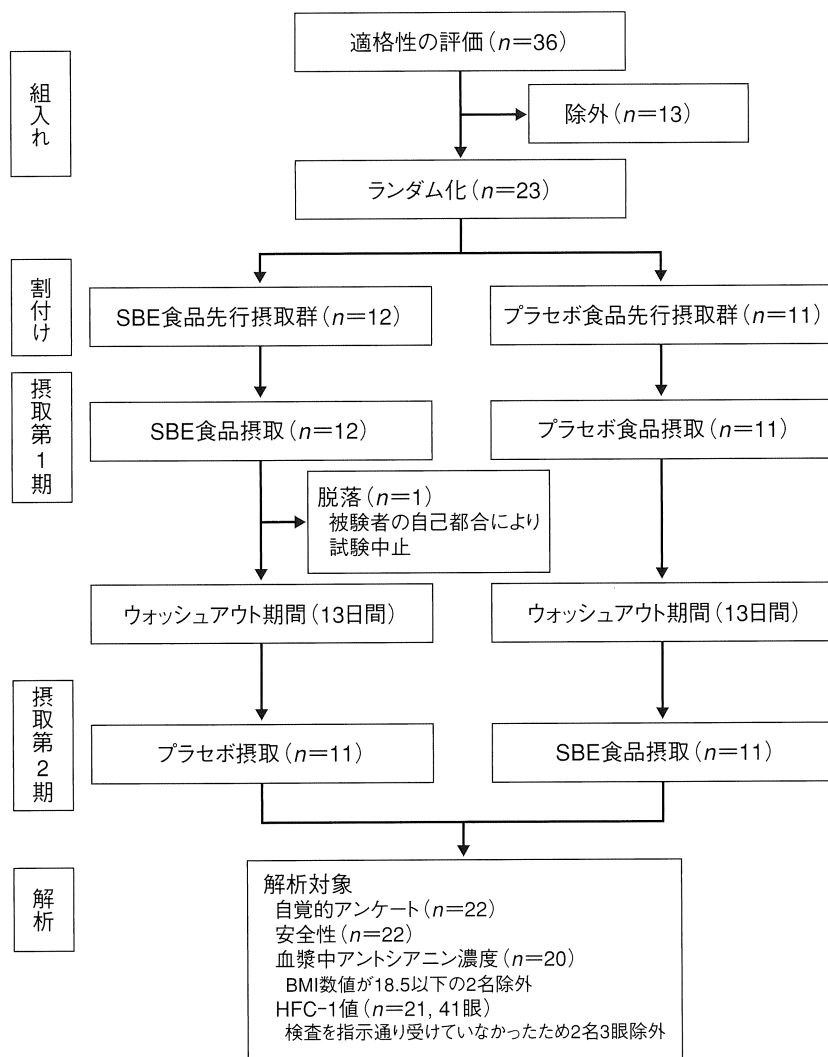 組入れ
適格性の評価（n=36）
除外（n=13）
ランダム化（n=23）
割付け
SBE食品先行摂取群（n=12）
プラセボ食品先行摂取群（n=11）
摂取第1期
SBE食品摂取（n=12）
プラセボ食品摂取（n=11）
脱落（n=1）
被験者の自己都合により
試験中止
ウォッシュアウト期間（13日間）
ウォッシュアウト期間（13日間）
摂取第2期
プラセボ摂取（n=11）
SBE食品摂取（n=11）
解析
解析対象
自覚的アンケート（n=22）
安全性（n=22）
血漿中アントシアニン濃度（n=20）
BMI数値が18.5以下の2名除外
HFC-1値（n=21, 41眼）
検査を指示通り受けていなかったため2名3眼除外